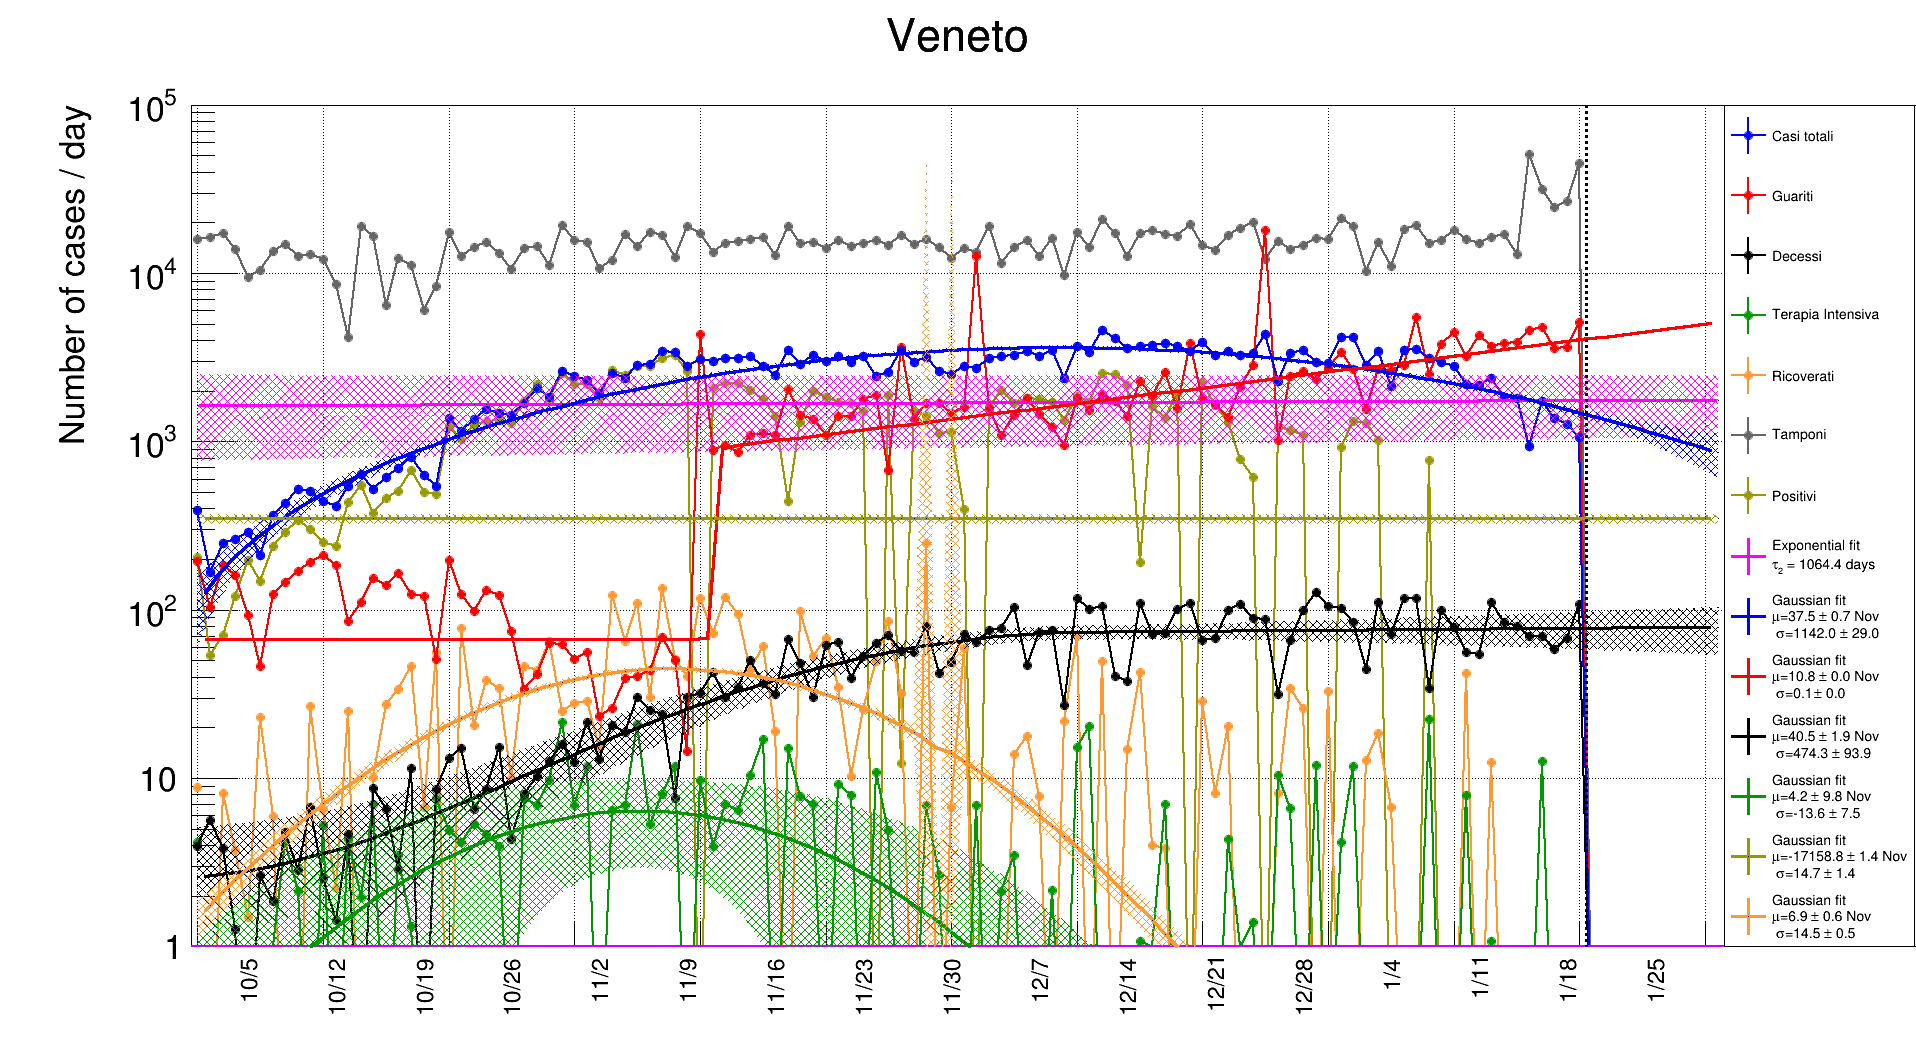 Veneto
Number of cases / day
10^5
10^4
10^3
10^2
10
1
10/5
10/12
10/19
10/26
11/2
11/9
11/16
11/23
11/30
12/7
12/14
12/21
12/28
1/4
1/11
1/18
1/25
Casi totali
Guariti
Decessi
Terapia Intensiva
Ricoverati
Tamponi
Positivi
Exponential fit
τ₂ = 1064.4 days
Gaussian fit
μ=37.5 ± 0.7 Nov
σ=1142.0 ± 29.0
Gaussian fit
μ=10.8 ± 0.0 Nov
σ=0.1 ± 0.0
Gaussian fit
μ=40.5 ± 1.9 Nov
σ=474.3 ± 93.9
Gaussian fit
μ=4.2 ± 9.8 Nov
σ=-13.6 ± 7.5
Gaussian fit
μ=-17158.8 ± 1.4 Nov
σ=14.7 ± 1.4
Gaussian fit
μ=6.9 ± 0.6 Nov
σ=14.5 ± 0.5